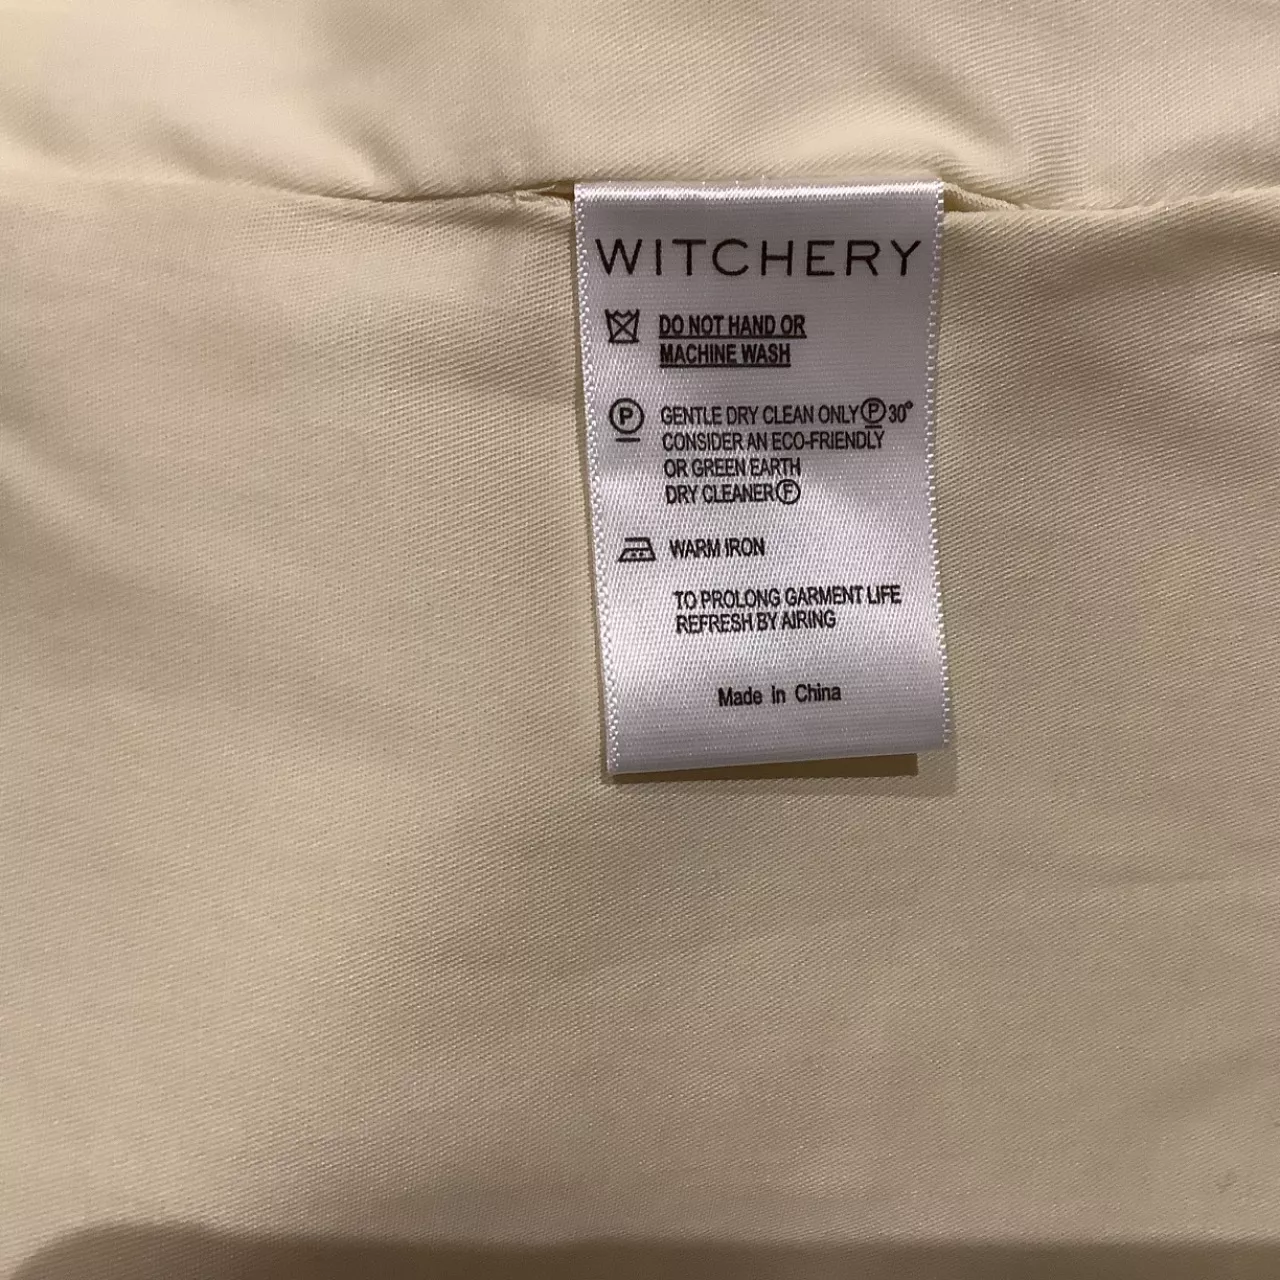 WITCHERY
DO NOT HAND OR
MACHINE WASH
P GENTLE DRY CLEAN ONLY P 30°
CONSIDER AN ECO-FRIENDLY
OR GREEN EARTH
DRY CLEANER F
WARM IRON
TO PROLONG GARMENT LIFE
REFRESH BY AIRING
Made In China